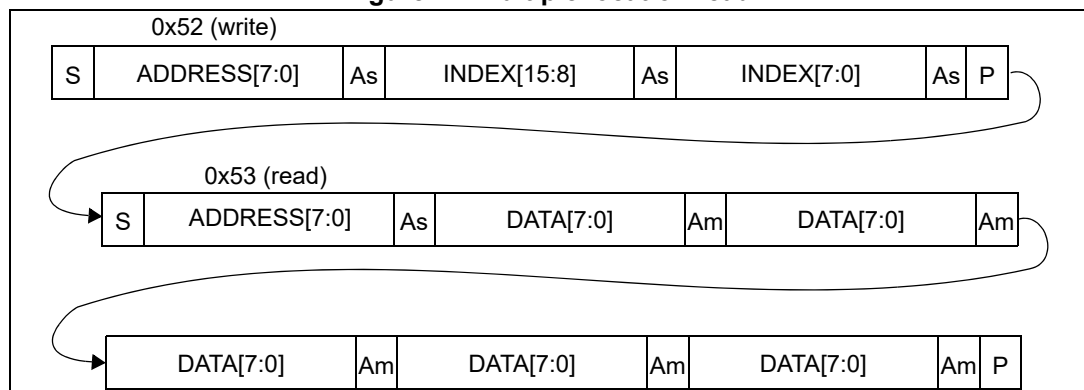 0x52 (write)
S ADDRESS[7:0] As INDEX[15:8] As INDEX[7:0] As P
0x53 (read)
S ADDRESS[7:0] As DATA[7:0] Am DATA[7:0] Am
DATA[7:0] Am DATA[7:0] Am DATA[7:0] Am P